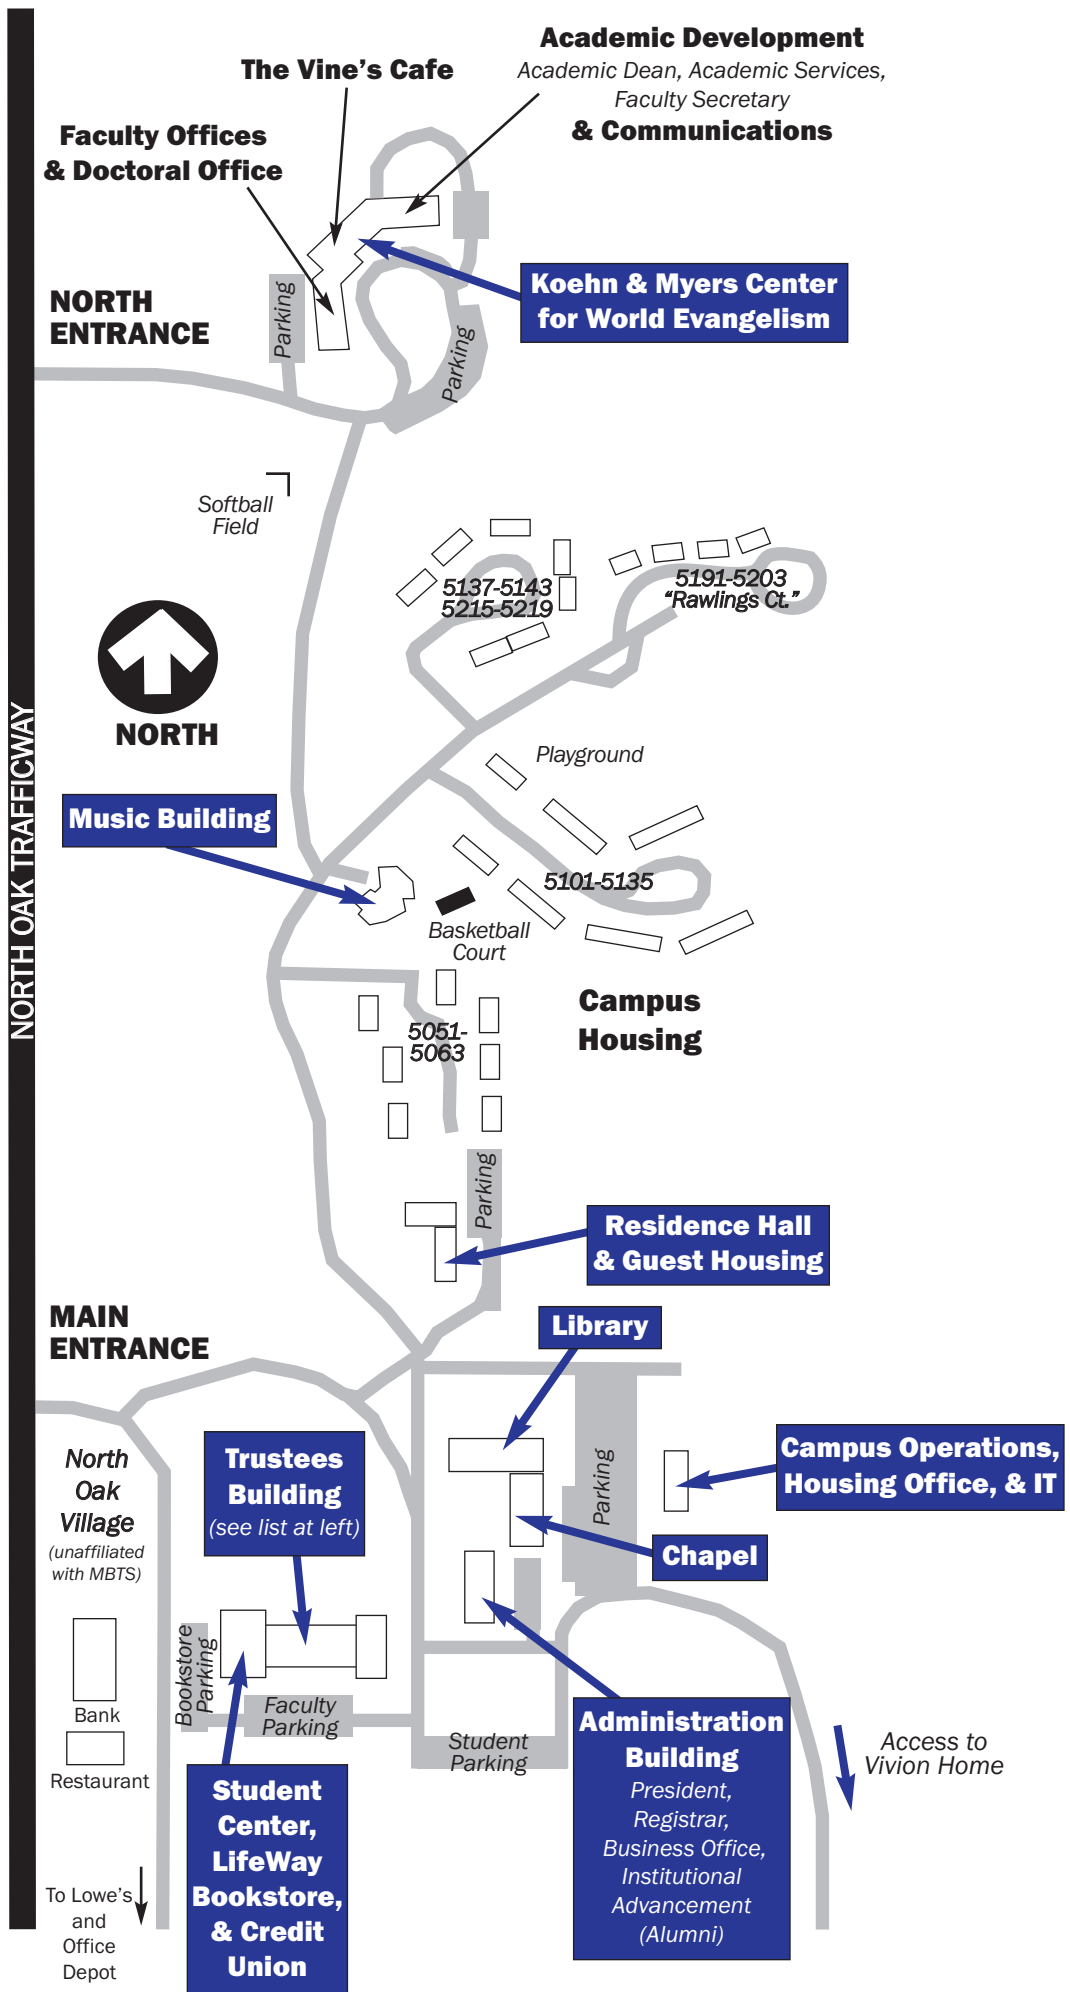 Academic Development
Academic Dean, Academic Services,
Faculty Secretary
& Communications
The Vine's Cafe
Faculty Offices
& Doctoral Office
Koehn & Myers Center
for World Evangelism
NORTH
ENTRANCE
Parking
Parking
Softball
Field
5137-5143
5215-5219
5191-5203
"Rawlings Ct."
NORTH
NORTH OAK TRAFFICWAY
Playground
Music Building
5101-5135
Basketball
Court
Campus
Housing
5051-
5063
Parking
Residence Hall
& Guest Housing
MAIN
ENTRANCE
Library
North
Oak
Village
(unaffiliated
with MBTS)
Trustees
Building
(see list at left)
Parking
Campus Operations,
Housing Office, & IT
Chapel
Bookstore
Parking
Bank
Restaurant
Faculty
Parking
Student
Parking
Administration
Building
President,
Registrar,
Business Office,
Institutional
Advancement
(Alumni)
Access to
Vivion Home
Student
Center,
LifeWay
Bookstore,
& Credit
Union
To Lowe's
and
Office
Depot